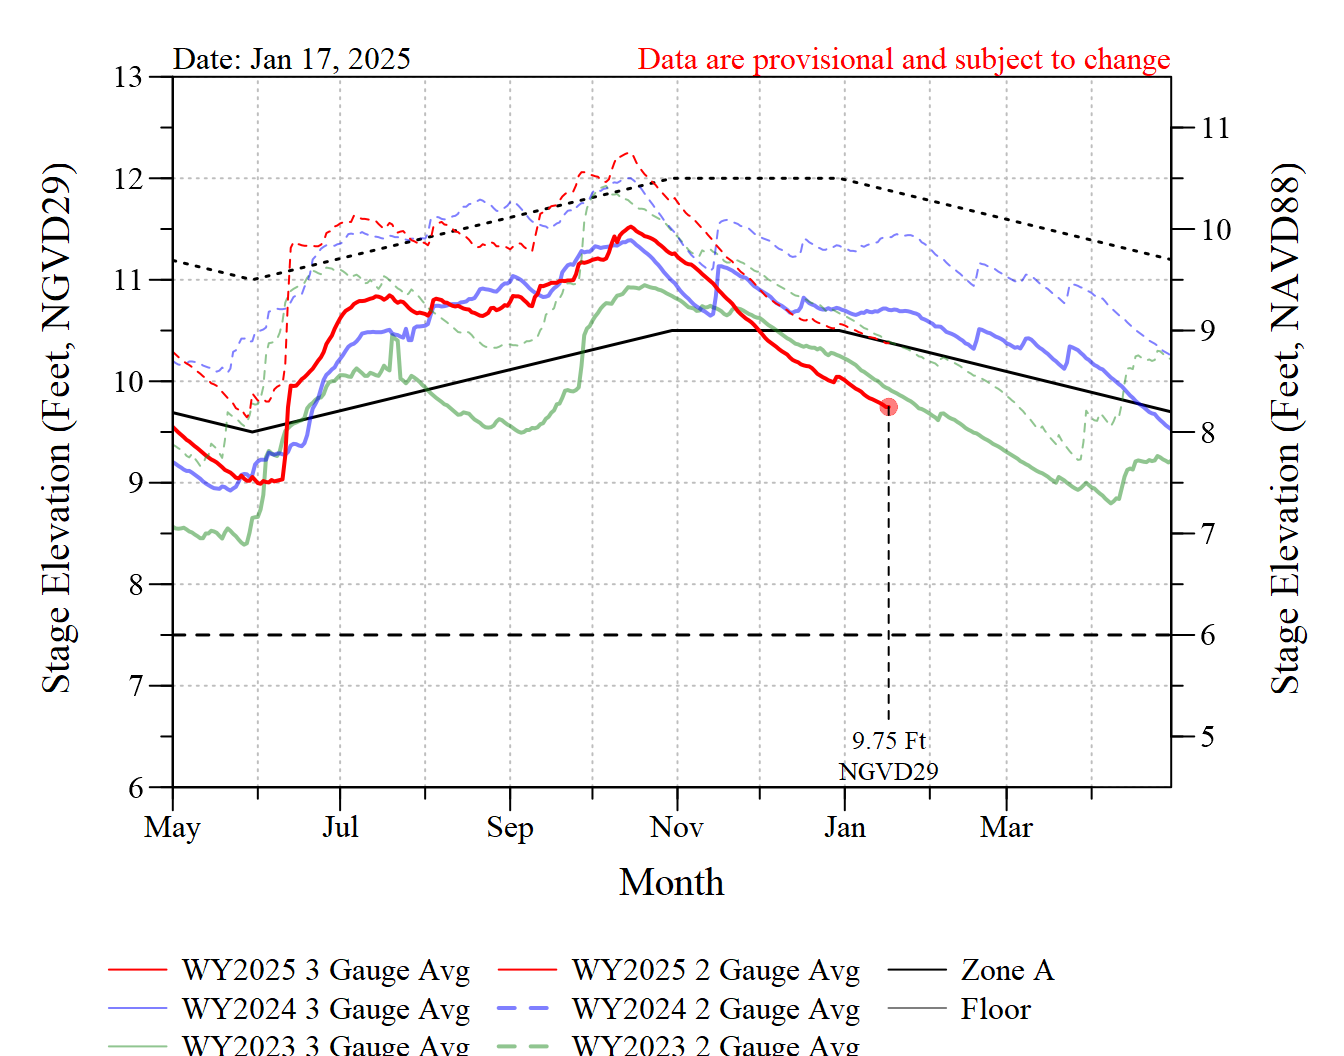 Date: Jan 17, 2025
Data are provisional and subject to change
13
12
11
10
9
8
7
6
Stage Elevation (Feet, NGVD29)
11
10
9
8
7
6
5
Stage Elevation (Feet, NAVD88)
9.75 Ft
NGVD29
May Jul Sep Nov Jan Mar
Month
WY2025 3 Gauge Avg WY2025 2 Gauge Avg Zone A
WY2024 3 Gauge Avg WY2024 2 Gauge Avg Floor
WY2023 3 Gauge Avg WY2023 2 Gauge Avg